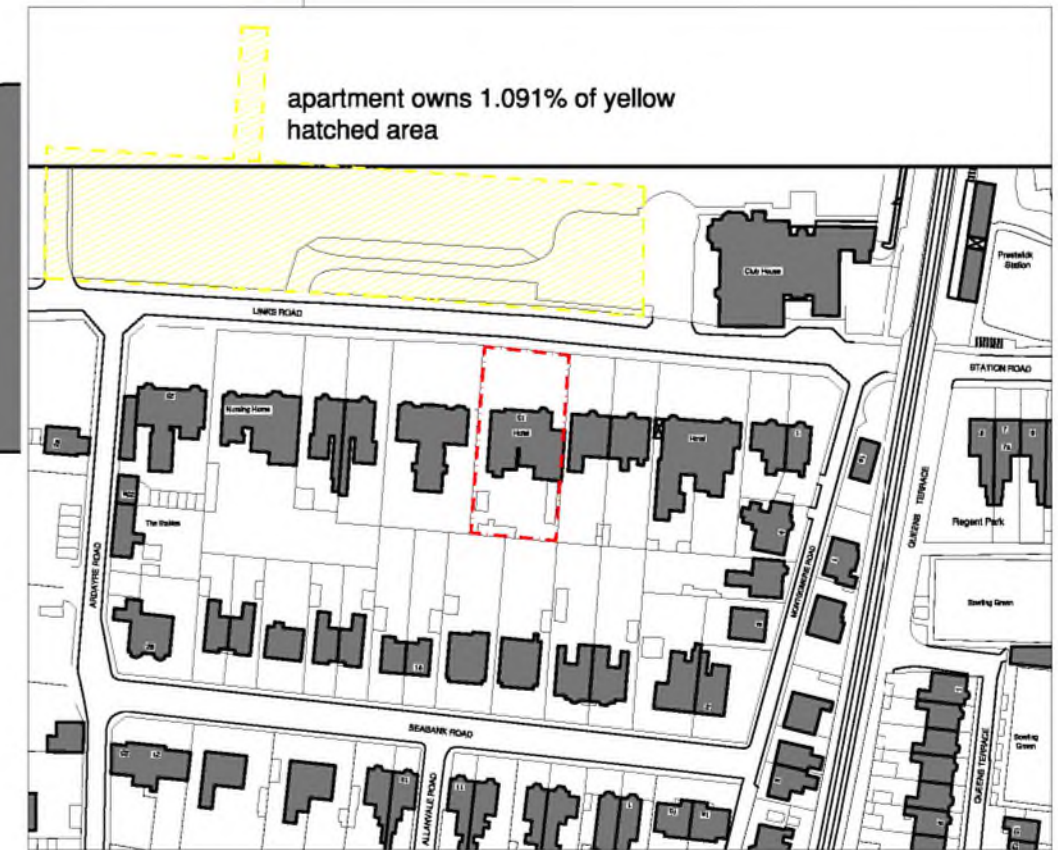 apartment owns 1.091% of yellow
hatched area
Club House
Prestwick
Station
LINKS ROAD
STATION ROAD
Nursing Home
Hotel
Hotel
The Stables
ARDAYRE ROAD
QUEENS TERRACE
Regent Park
MONTGOMERIE ROAD
Bowling Green
SEABANK ROAD
ALLANVALE ROAD
QUEENS TERRACE
Bowling
Green